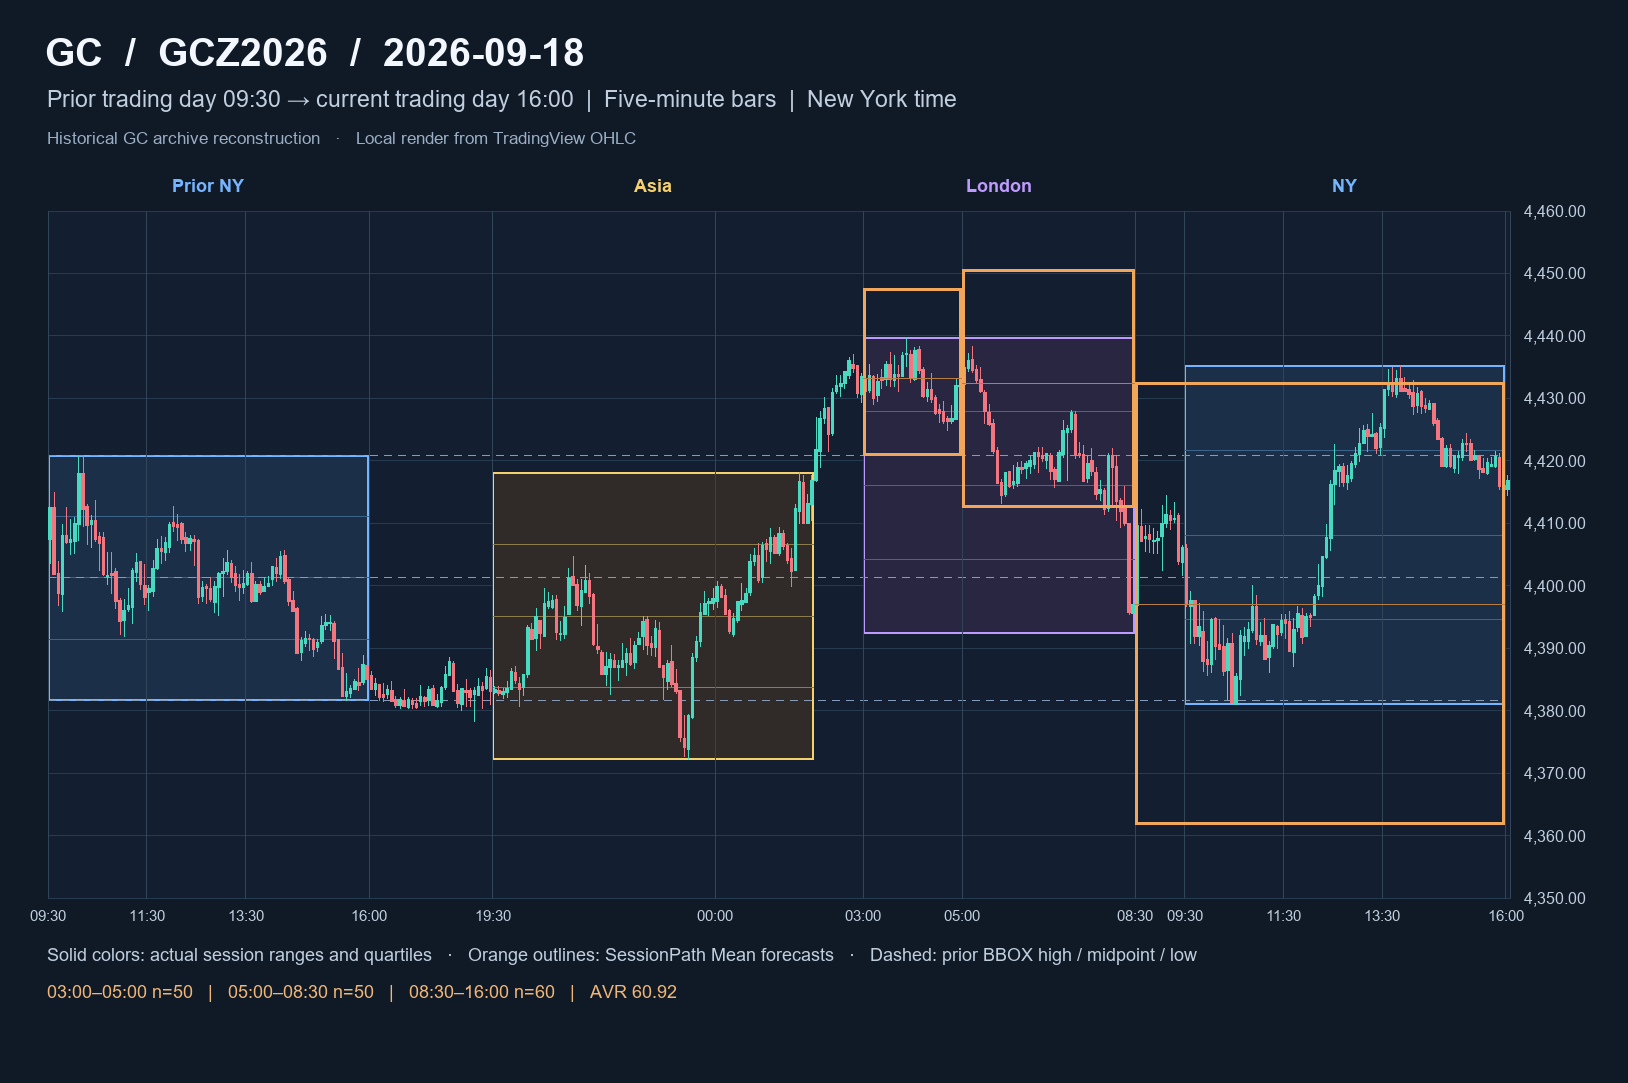 GC / GCZ2026 / 2026-09-18
Prior trading day 09:30 → current trading day 16:00 | Five-minute bars | New York time
Historical GC archive reconstruction · Local render from TradingView OHLC
Prior NY Asia London NY
4,460.00
4,450.00
4,440.00
4,430.00
4,420.00
4,410.00
4,400.00
4,390.00
4,380.00
4,370.00
4,360.00
4,350.00
09:30 11:30 13:30 16:00 19:30 00:00 03:00 05:00 08:30 09:30 11:30 13:30 16:00
Solid colors: actual session ranges and quartiles · Orange outlines: SessionPath Mean forecasts · Dashed: prior BBOX high / midpoint / low
03:00–05:00 n=50 | 05:00–08:30 n=50 | 08:30–16:00 n=60 | AVR 60.92